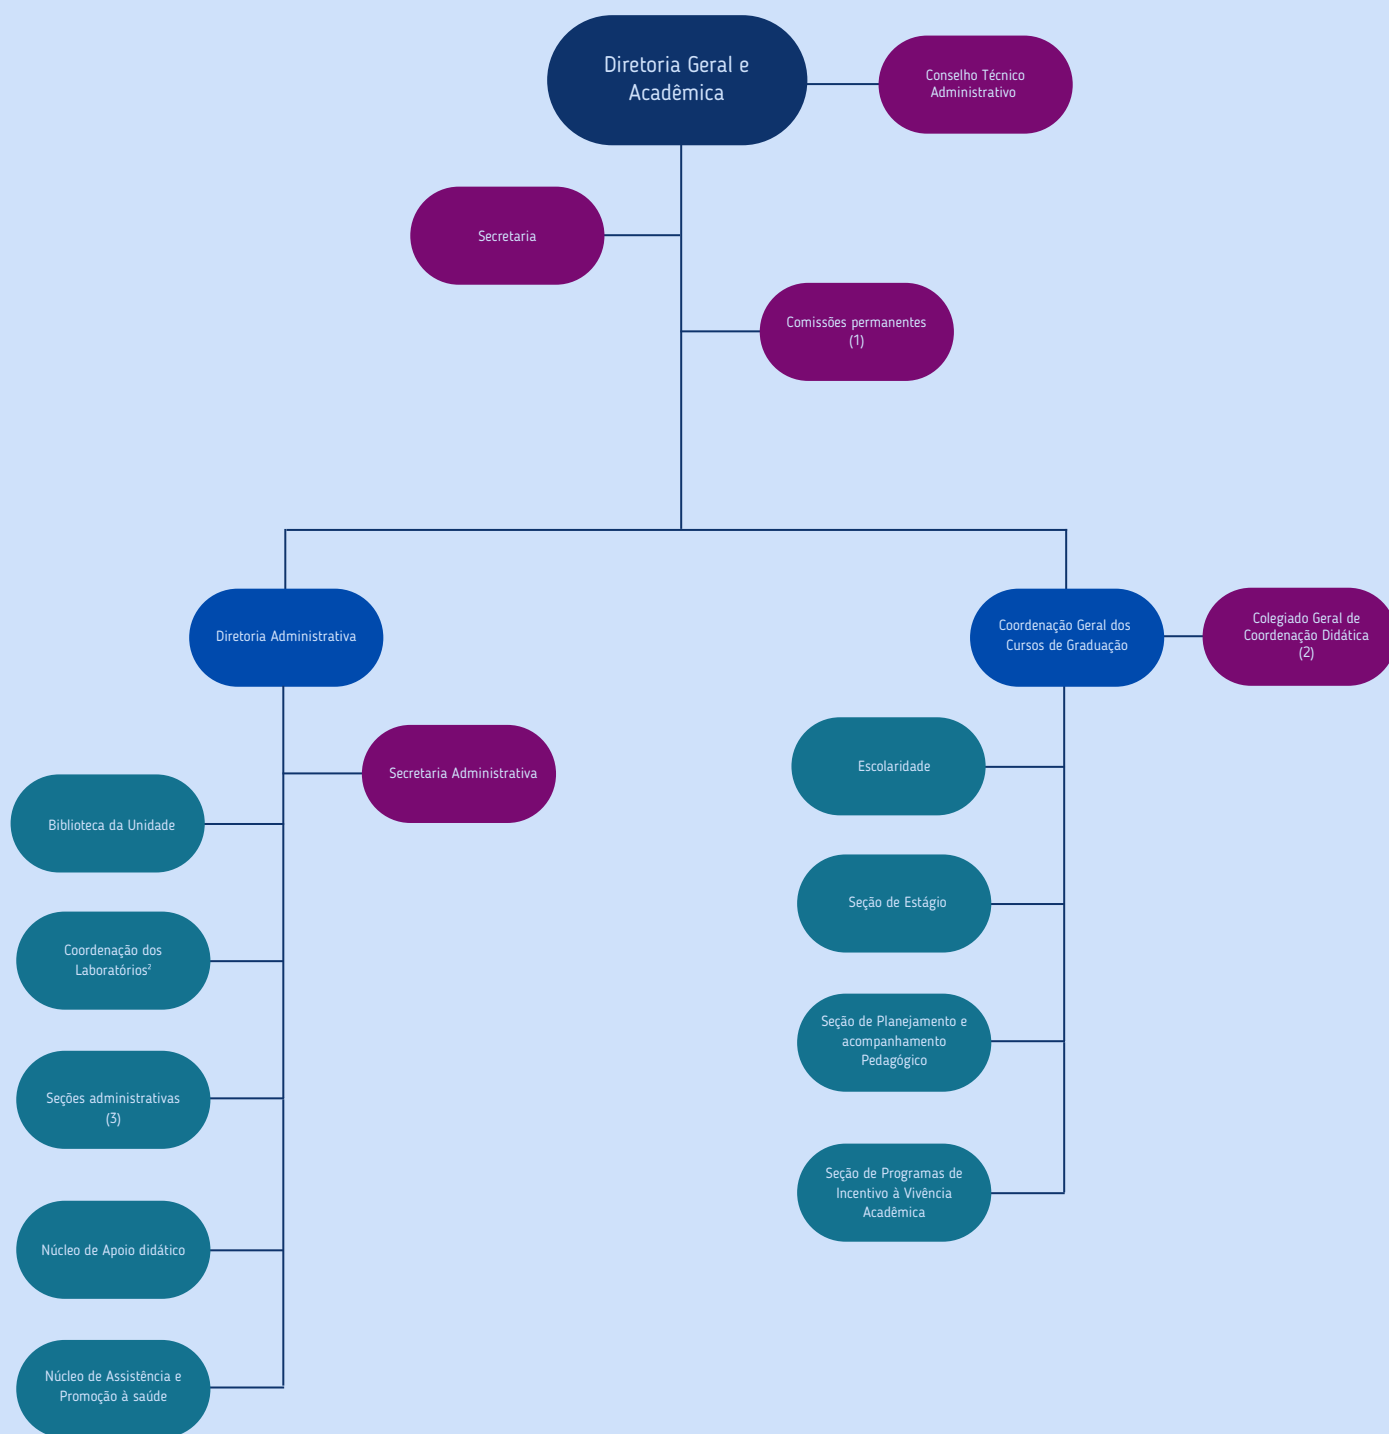 Diretoria Geral e
Acadêmica
Conselho Técnico
Administrativo
Secretaria
Comissões permanentes
(1)
Diretoria Administrativa
Coordenação Geral dos
Cursos de Graduação
Colegiado Geral de
Coordenação Didática
(2)
Secretaria Administrativa
Biblioteca da Unidade
Coordenação dos
Laboratórios²
Seções administrativas
(3)
Núcleo de Apoio didático
Núcleo de Assistência e
Promoção à saúde
Escolaridade
Seção de Estágio
Seção de Planejamento e
acompanhamento
Pedagógico
Seção de Programas de
Incentivo à Vivência
Acadêmica